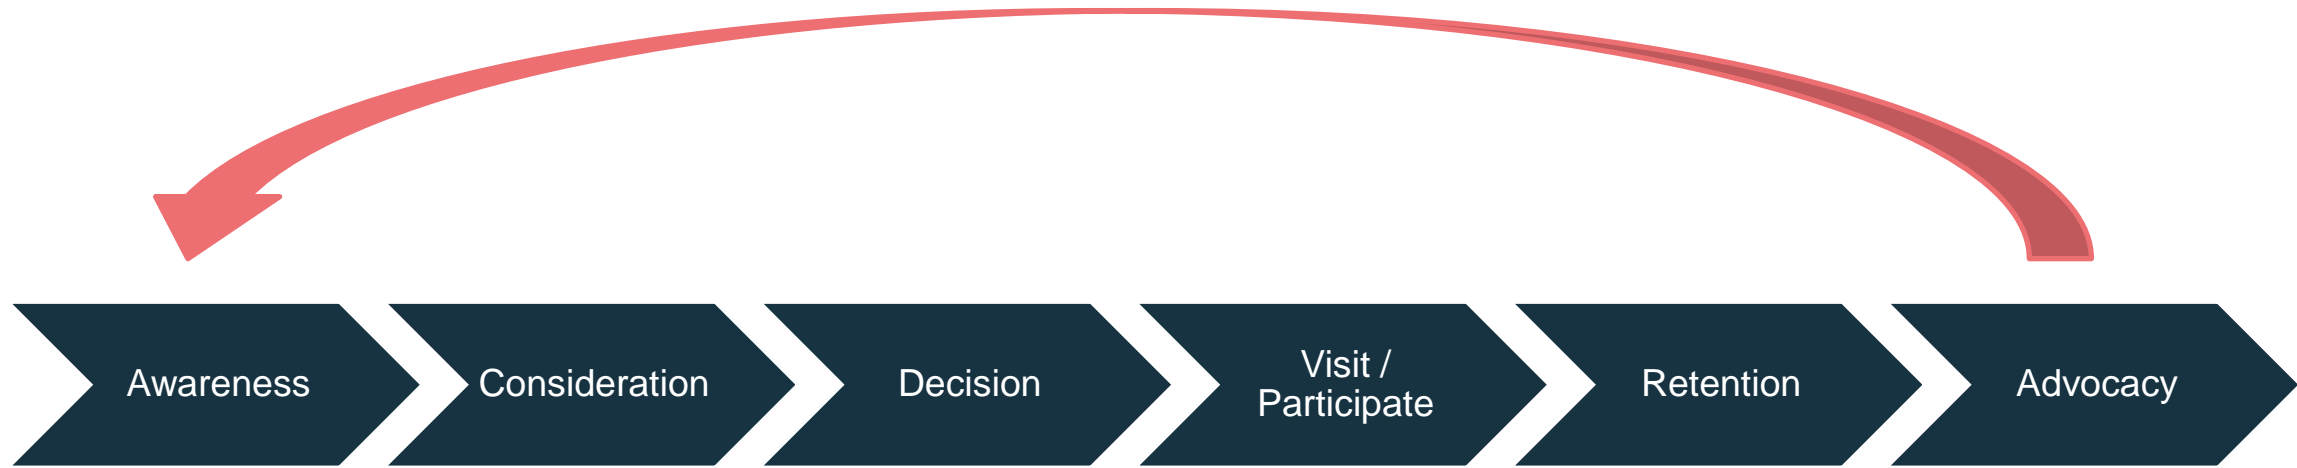 Awareness
Consideration
Decision
Visit /
Participate
Retention
Advocacy